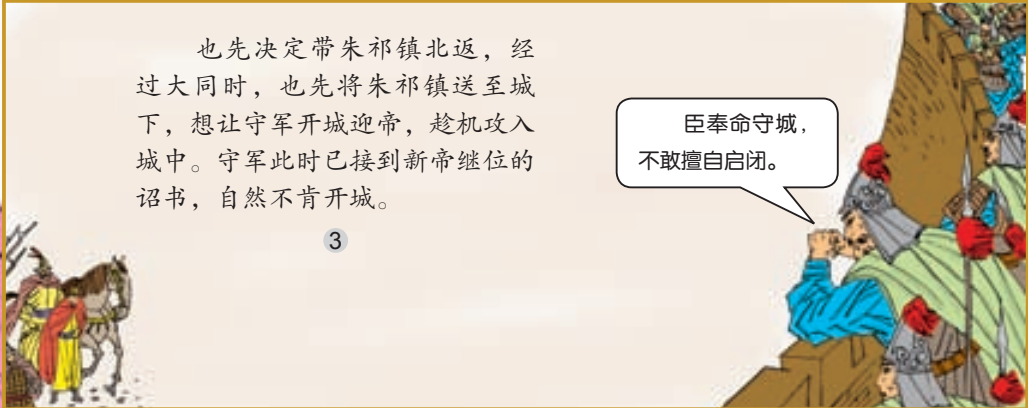 也先决定带朱祁镇北返，经
过大同时，也先将朱祁镇送至城
下，想让守军开城迎帝，趁机攻入
城中。守军此时已接到新帝继位的
诏书，自然不肯开城。
3
臣奉命守城，
不敢擅自启闭。